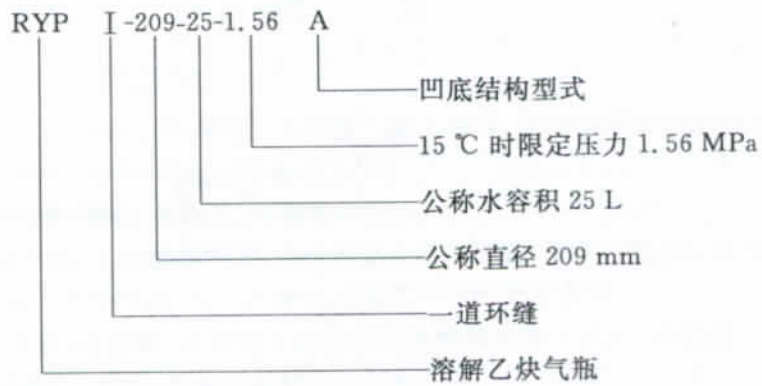 RYP Ⅰ-209-25-1.56 A
凹底结构型式
15 ℃ 时限定压力 1.56 MPa
公称水容积 25 L
公称直径 209 mm
一道环缝
溶解乙炔气瓶